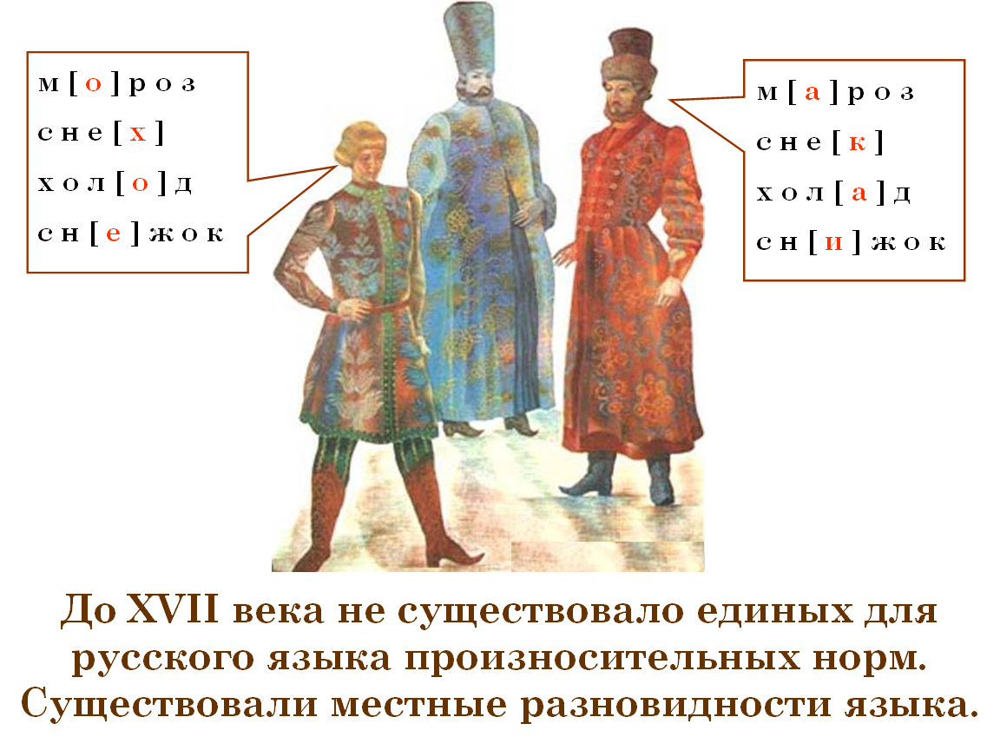 м [ о ] р о з
с н е [ х ]
х о л [ о ] д
с н [ е ] ж о к
м [ а ] р о з
с н е [ к ]
х о л [ а ] д
с н [ и ] ж о к
До XVII века не существовало единых для
русского языка произносительных норм.
Существовали местные разновидности языка.